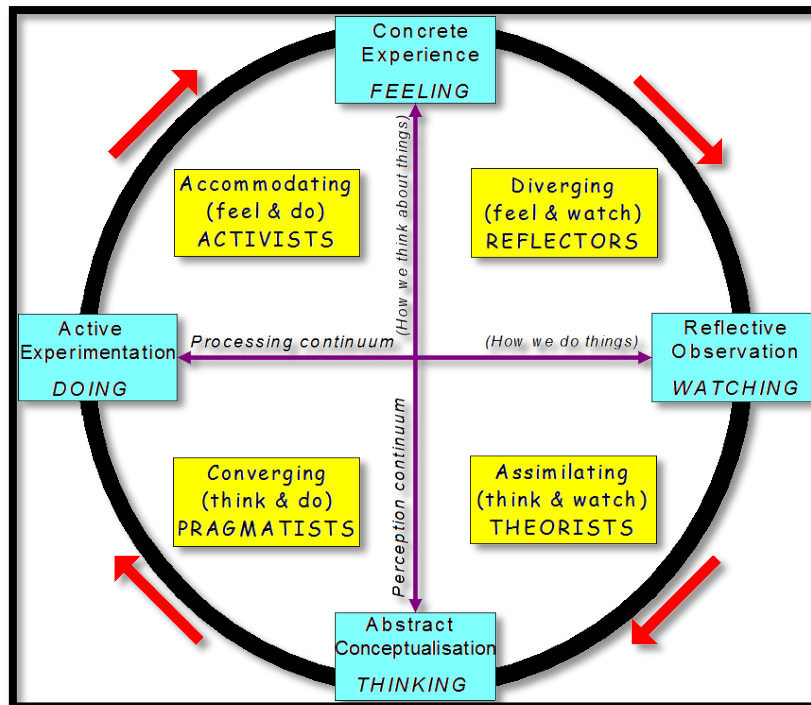 Concrete
Experience
FEELING
(How we think about things)
Accommodating
(feel & do)
ACTIVISTS
Diverging
(feel & watch)
REFLECTORS
Active
Experimentation
DOING
Processing continuum
(How we do things)
Reflective
Observation
WATCHING
Perception continuum
Converging
(think & do)
PRAGMATISTS
Assimilating
(think & watch)
THEORISTS
Abstract
Conceptualisation
THINKING